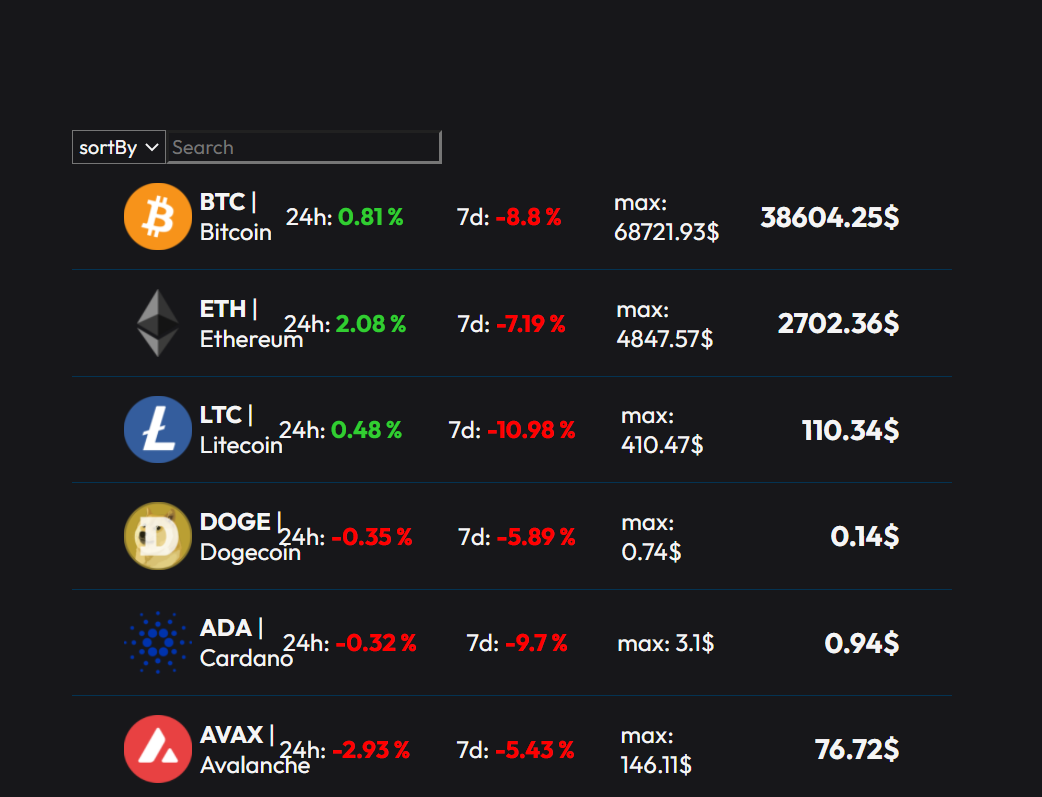 sortBy Search
BTC |
Bitcoin
24h: 0.81 %
7d: -8.8 %
max:
68721.93$
38604.25$
ETH |
Ethereum
24h: 2.08 %
7d: -7.19 %
max:
4847.57$
2702.36$
LTC |
Litecoin
24h: 0.48 %
7d: -10.98 %
max:
410.47$
110.34$
DOGE |
Dogecoin
24h: -0.35 %
7d: -5.89 %
max:
0.74$
0.14$
ADA |
Cardano
24h: -0.32 %
7d: -9.7 %
max: 3.1$
0.94$
AVAX |
Avalanche
24h: -2.93 %
7d: -5.43 %
max:
146.11$
76.72$